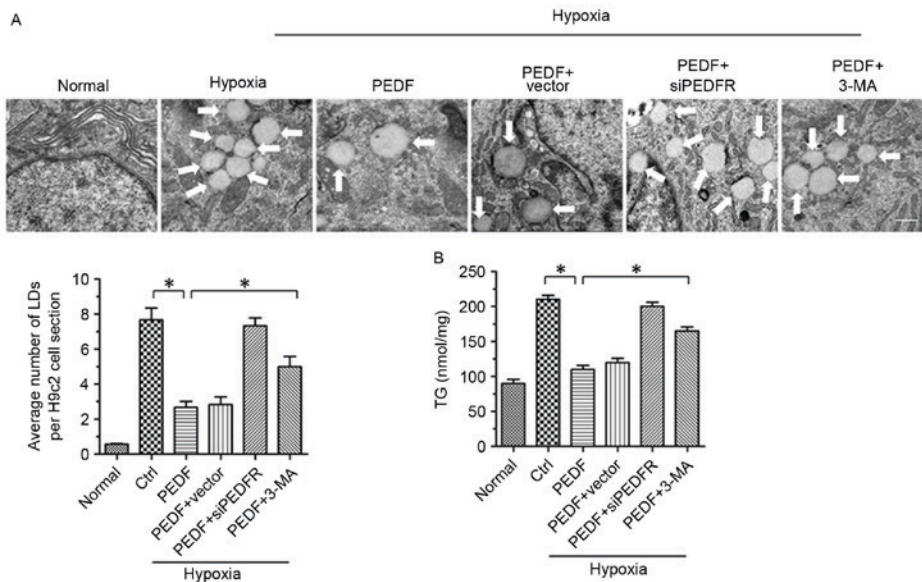 A
Hypoxia
Normal
Hypoxia
PEDF
PEDF+
vector
PEDF+
siPEDFR
PEDF+
3-MA
Average number of LDs
per H9c2 cell section
10
8
6
4
2
0
*
*
Normal
Ctrl
PEDF
PEDF+vector
PEDF+siPEDFR
PEDF+3-MA
Hypoxia
B
TG (nmol/mg)
250
200
150
100
50
0
*
*
Normal
Ctrl
PEDF
PEDF+vector
PEDF+siPEDFR
PEDF+3-MA
Hypoxia